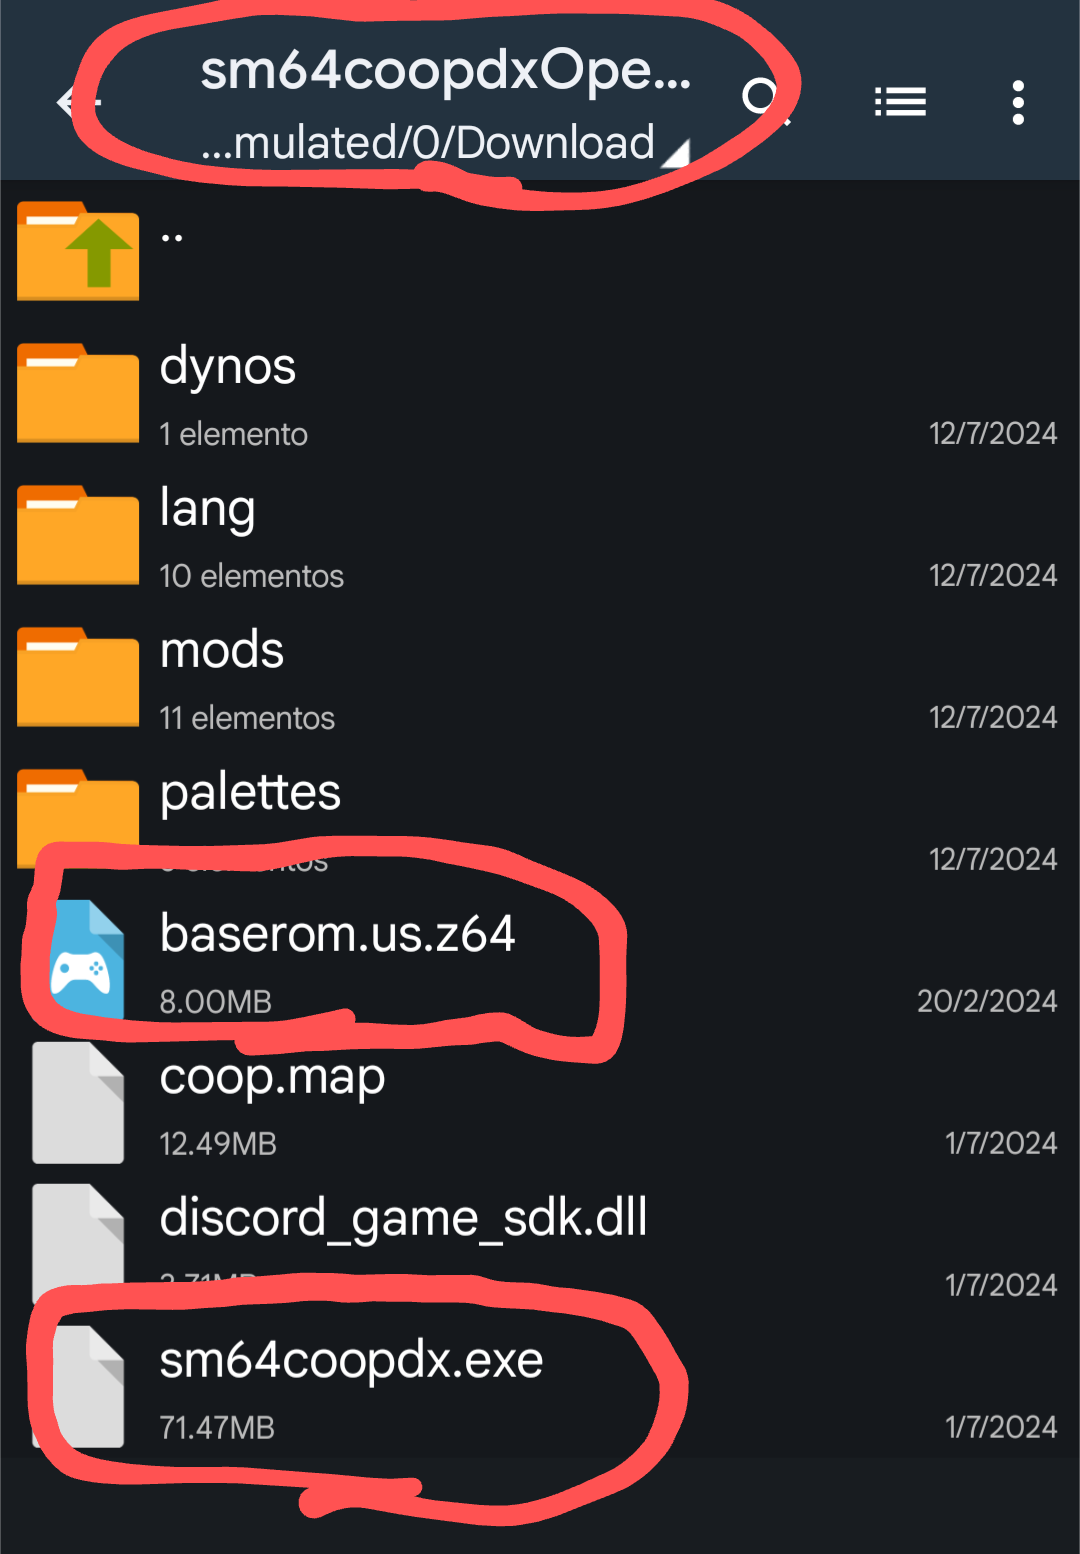 sm64coopdxOpe...
...mulated/0/Download
..
dynos
1 elemento
12/7/2024
lang
10 elementos
12/7/2024
mods
11 elementos
12/7/2024
palettes
12/7/2024
baserom.us.z64
8.00MB
20/2/2024
coop.map
12.49MB
1/7/2024
discord_game_sdk.dll
1/7/2024
sm64coopdx.exe
71.47MB
1/7/2024